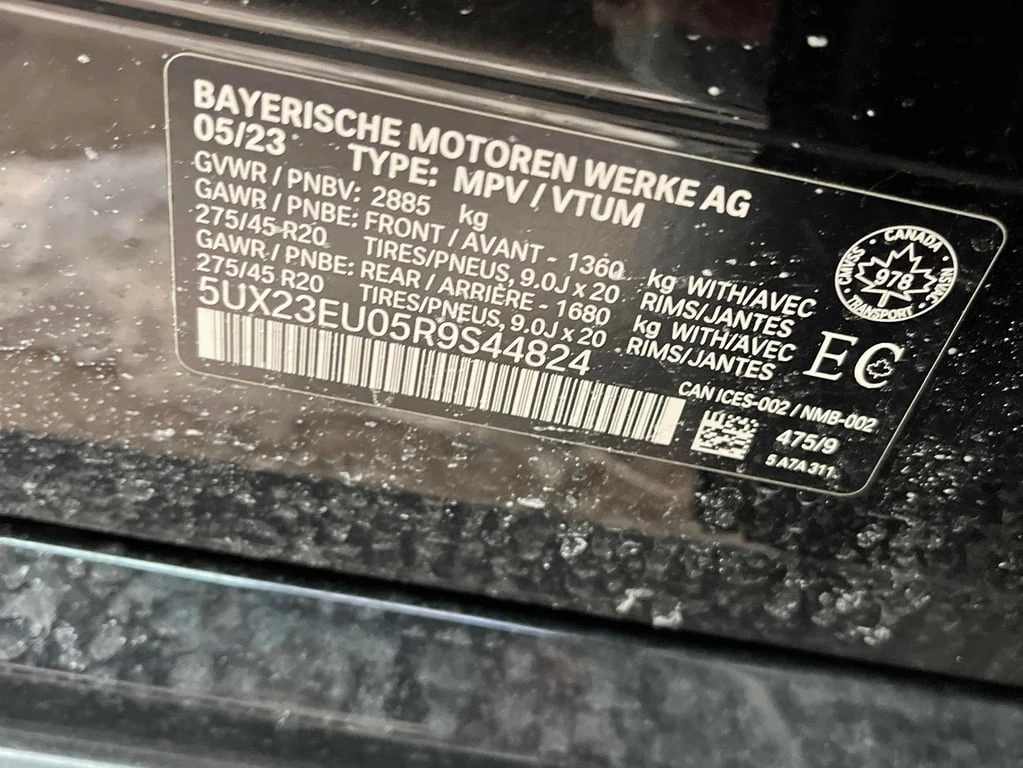 BAYERISCHE MOTOREN WERKE AG
05/23 TYPE: MPV / VTUM
GVWR / PNBV: 2885 kg
GAWR / PNBE: FRONT / AVANT - 1360 kg WITH/AVEC
275/45 R20 TIRES/PNEUS, 9.0J x 20 RIMS/JANTES
GAWR / PNBE: REAR / ARRIÈRE - 1680 kg WITH/AVEC
275/45 R20 TIRES/PNEUS, 9.0J x 20 RIMS/JANTES
5UX23EU05R9S44824
CANADA
CMVSS 978 NSVAC
TRANSPORT
EC
CAN ICES-002 / NMB-002
475/9
5 A7A 311